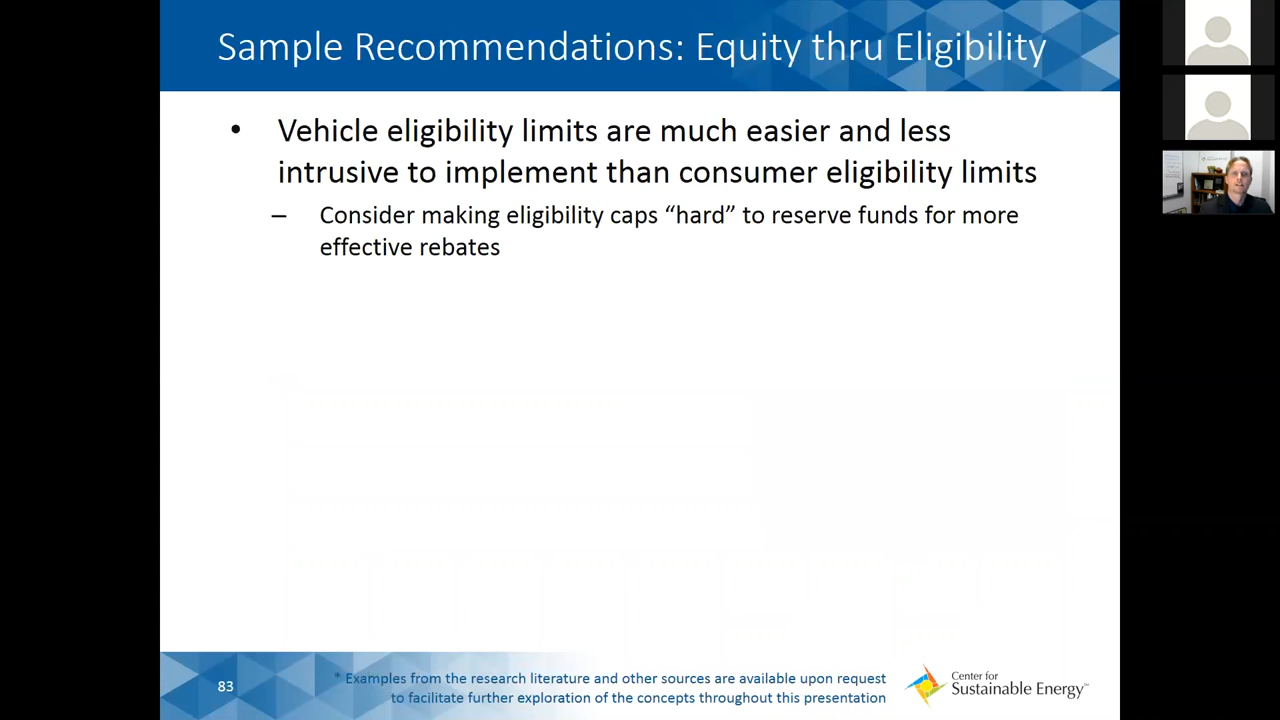 Sample Recommendations: Equity thru Eligibility
• Vehicle eligibility limits are much easier and less
intrusive to implement than consumer eligibility limits
– Consider making eligibility caps “hard” to reserve funds for more
effective rebates
83
* Examples from the research literature and other sources are available upon request
to facilitate further exploration of the concepts throughout this presentation
Center for
Sustainable Energy™